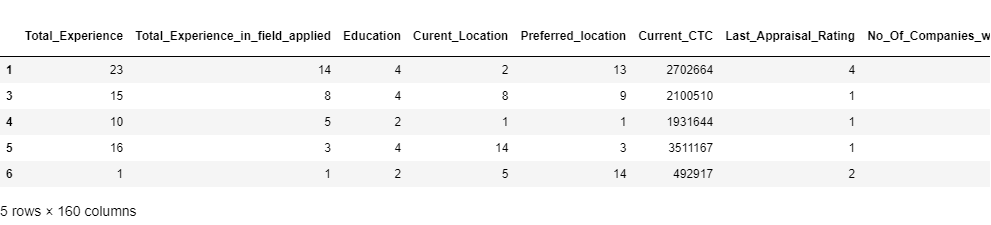 Total_Experience Total_Experience_in_field_applied Education Curent_Location Preferred_location Current_CTC Last_Appraisal_Rating No_Of_Companies_w
1 23 14 4 2 13 2702664 4
3 15 8 4 8 9 2100510 1
4 10 5 2 1 1 1931644 1
5 16 3 4 14 3 3511167 1
6 1 1 2 5 14 492917 2
5 rows × 160 columns